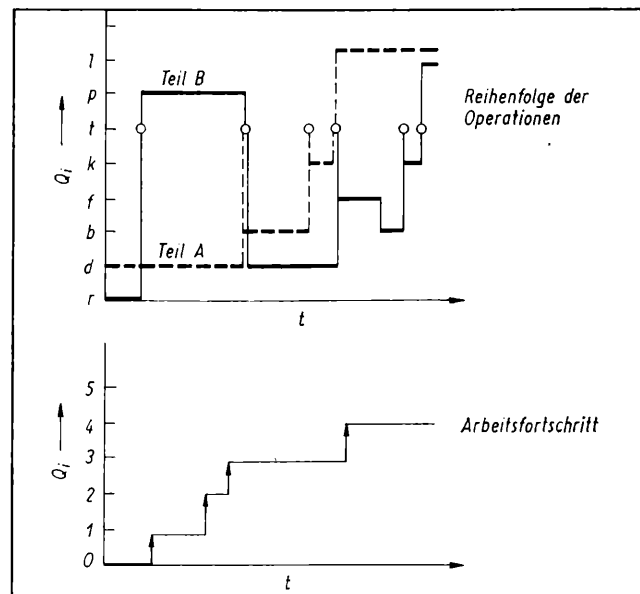 l
p
t
k
f
b
d
r
Q_i
Teil B
Teil A
t
Reihenfolge der
Operationen
5
4
3
2
1
0
Q_i
t
Arbeitsfortschritt